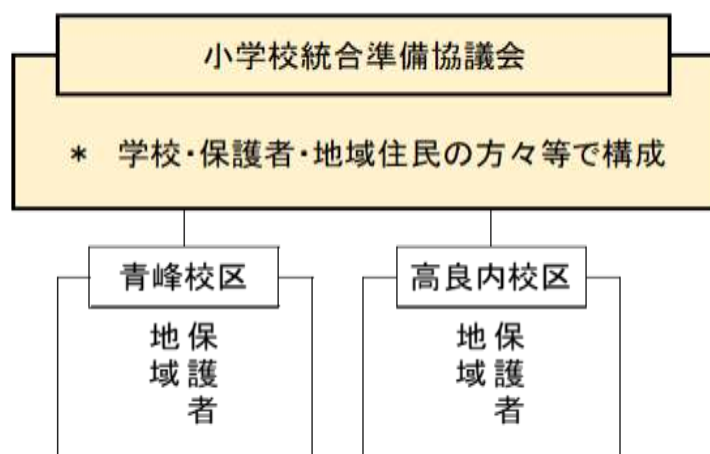 小学校統合準備協議会
* 学校・保護者・地域住民の方々等で構成
青峰校区
保護者
地域
高良内校区
保護者
地域